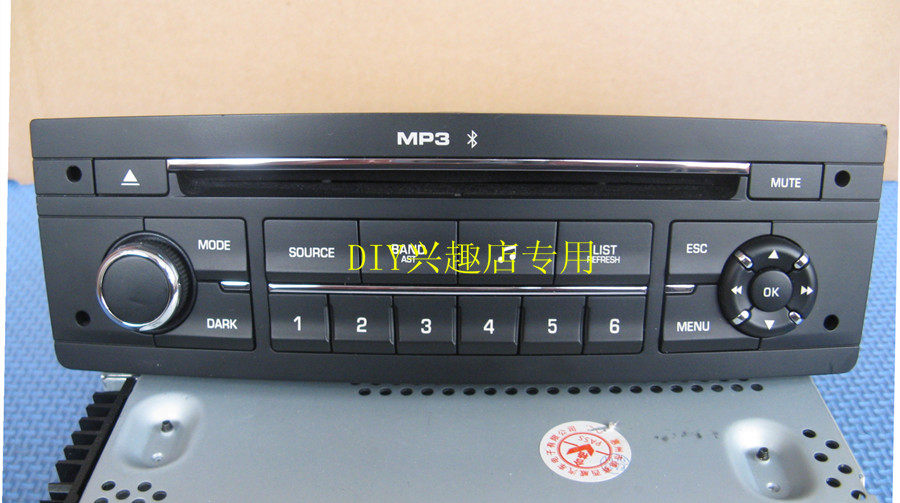 MP3
MUTE
MODE
SOURCE
BAND
AST
LIST
REFRESH
ESC
DIY兴趣店专用
OK
DARK
1 2 3 4 5 6
MENU
PASS